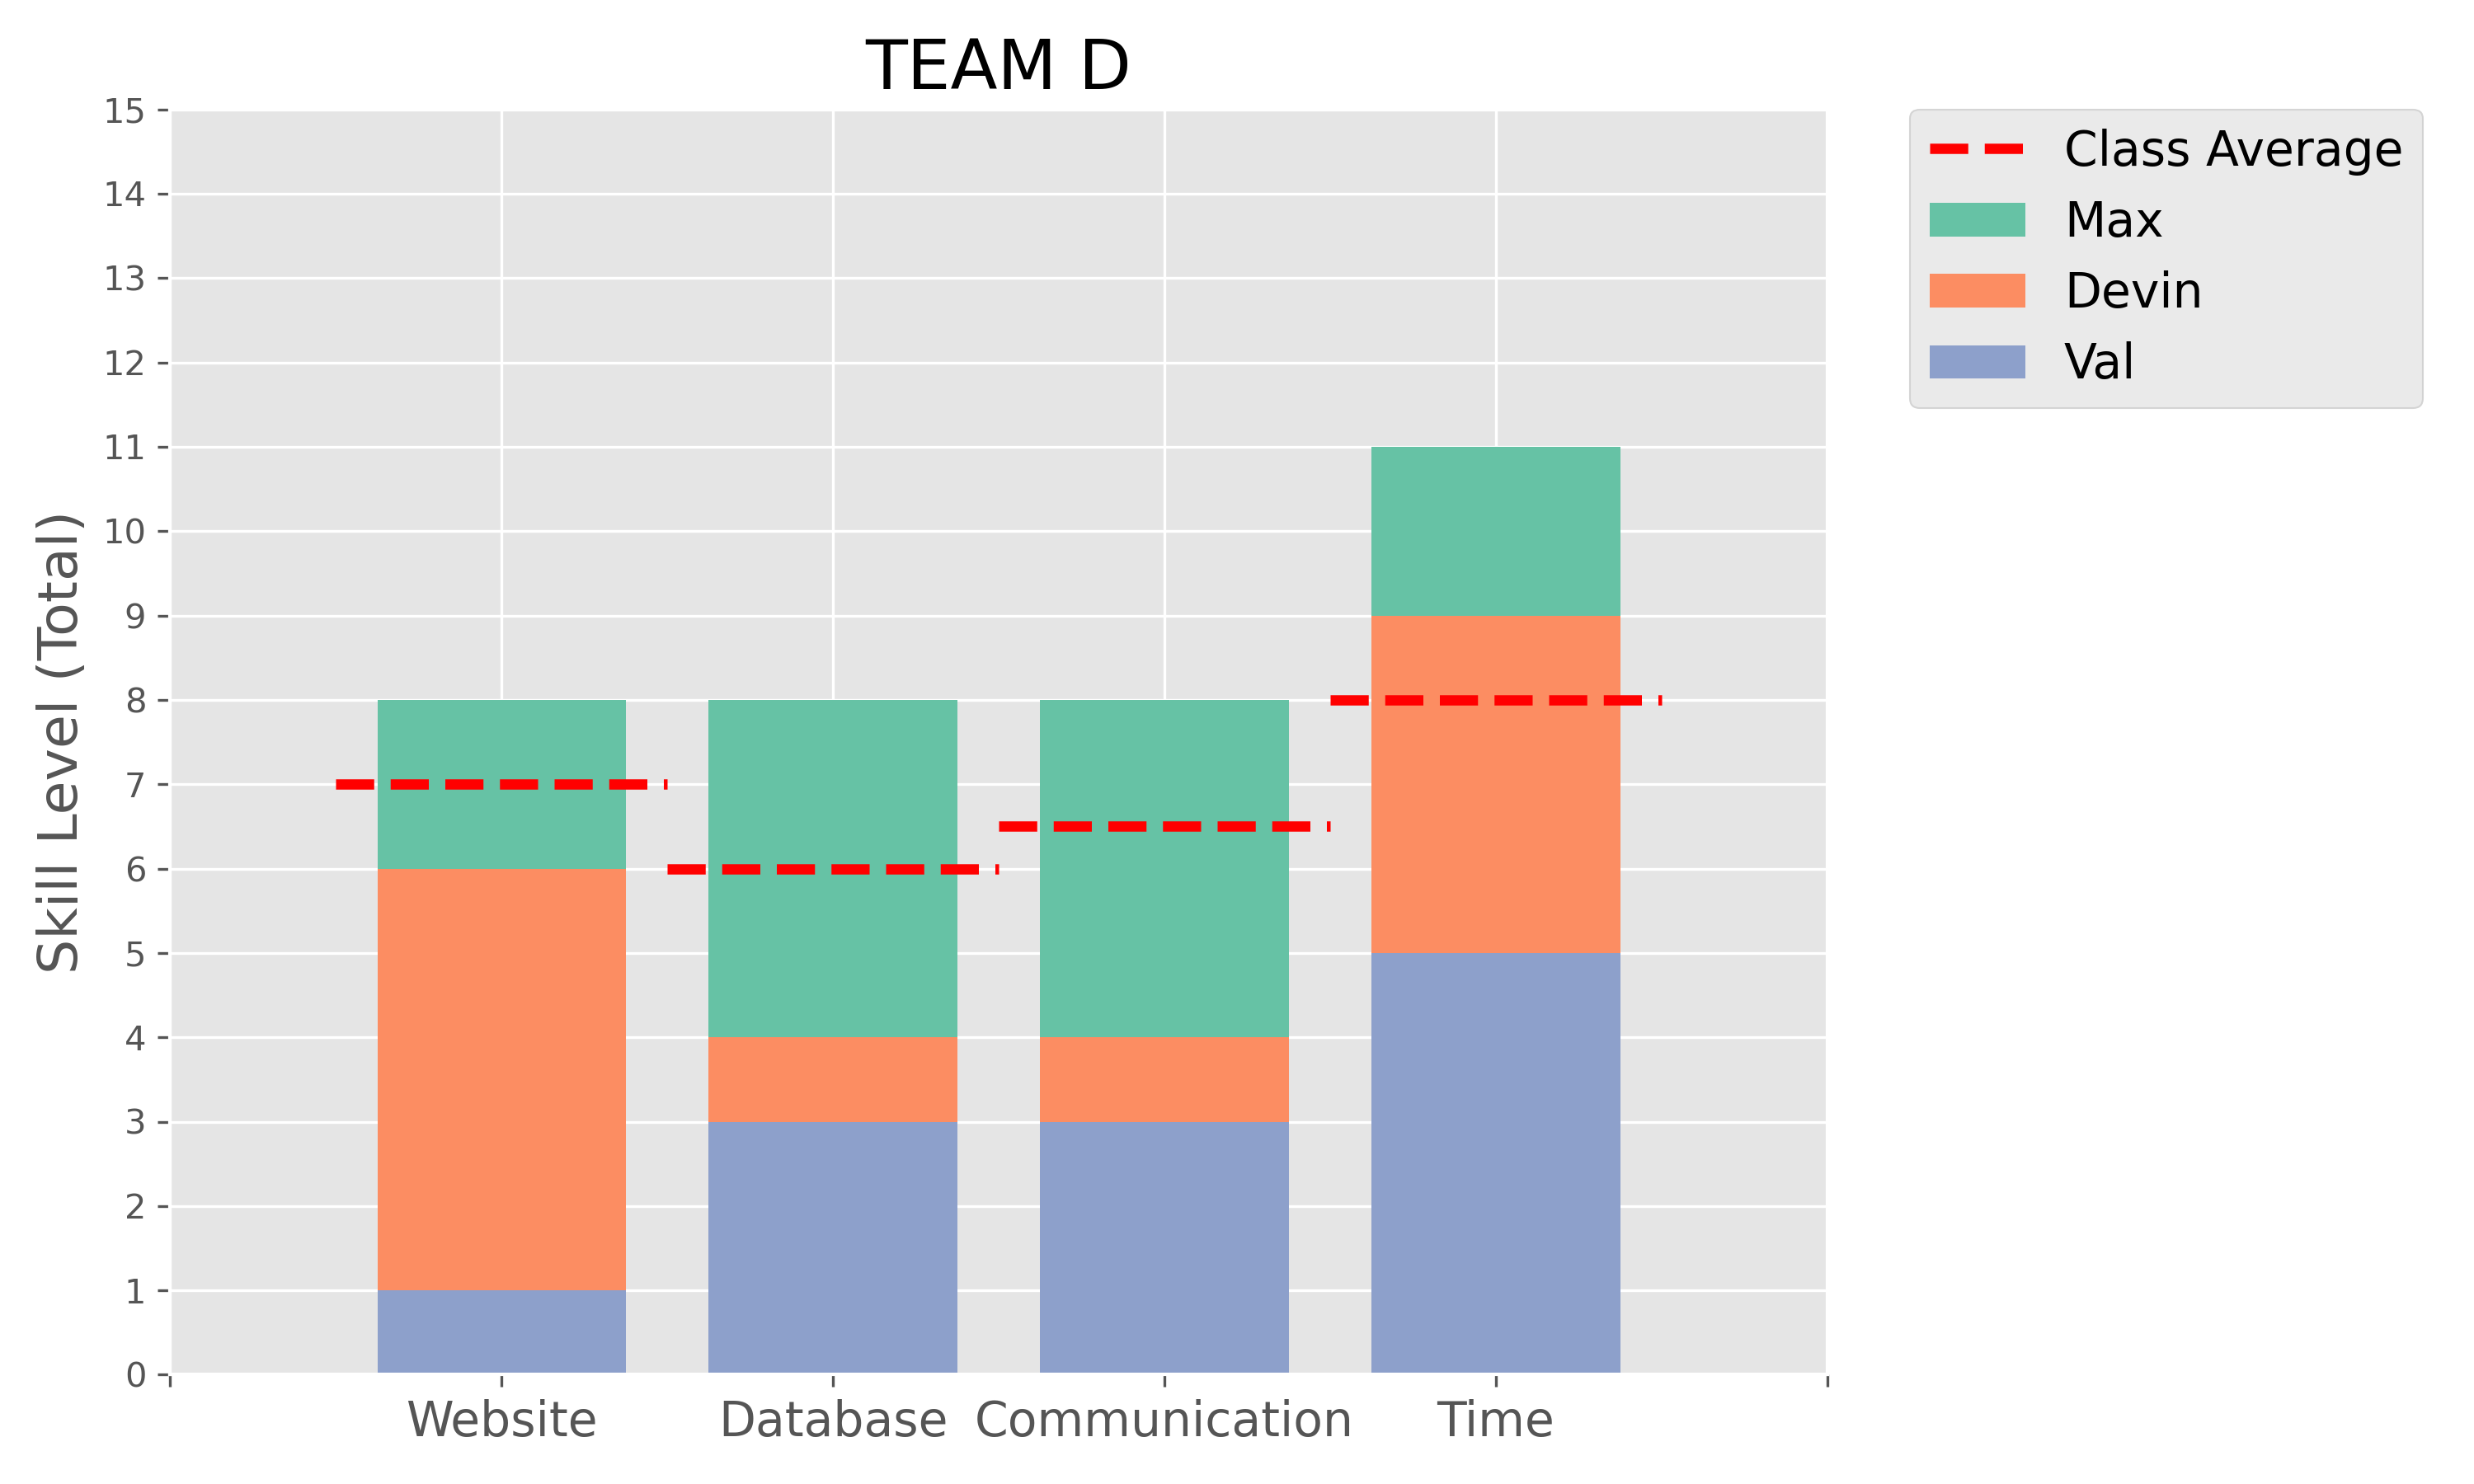 TEAM D
Skill Level (Total)
15
14
13
12
11
10
9
8
7
6
5
4
3
2
1
0
Website
Database
Communication
Time
Class Average
Max
Devin
Val